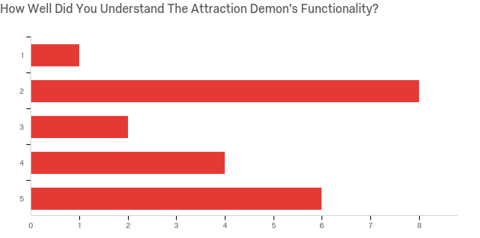 How Well Did You Understand The Attraction Demon's Functionality?
1
2
3
4
5
0 1 2 3 4 5 6 7 8